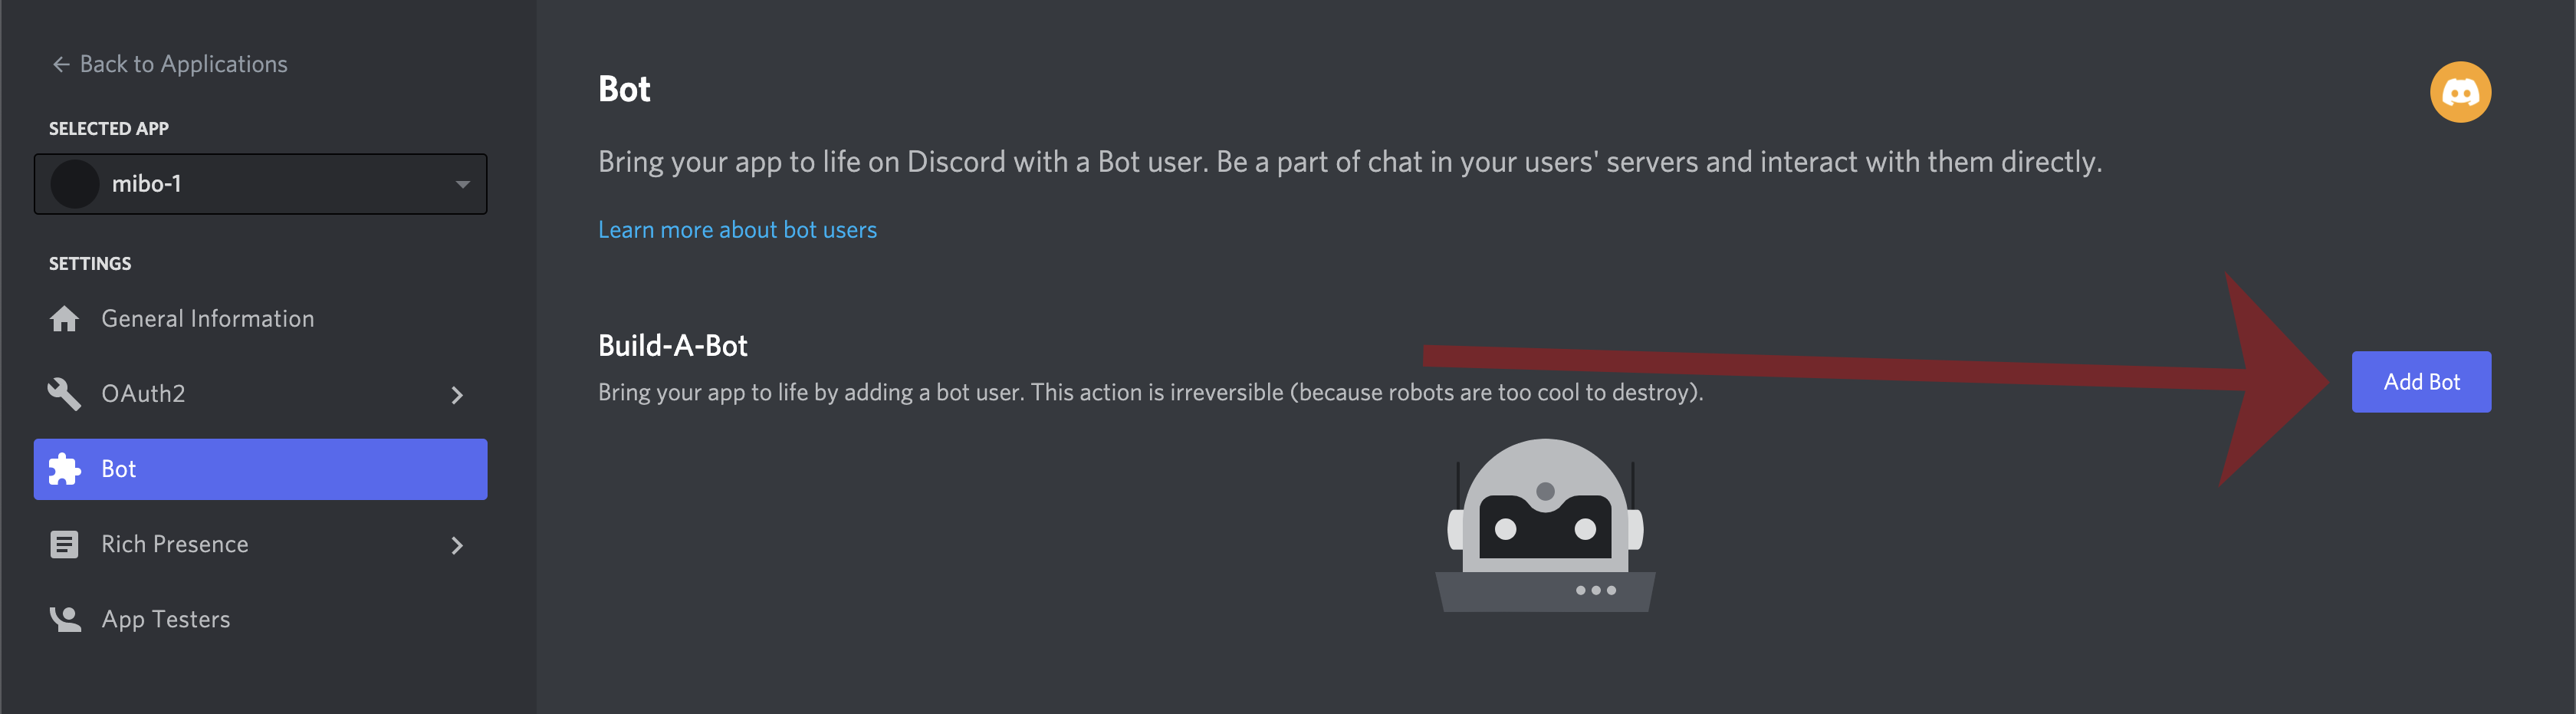 ← Back to Applications
SELECTED APP
mibo-1
SETTINGS
General Information
OAuth2
Bot
Rich Presence
App Testers
Bot
Bring your app to life on Discord with a Bot user. Be a part of chat in your users' servers and interact with them directly.
Learn more about bot users
Build-A-Bot
Bring your app to life by adding a bot user. This action is irreversible (because robots are too cool to destroy).
Add Bot